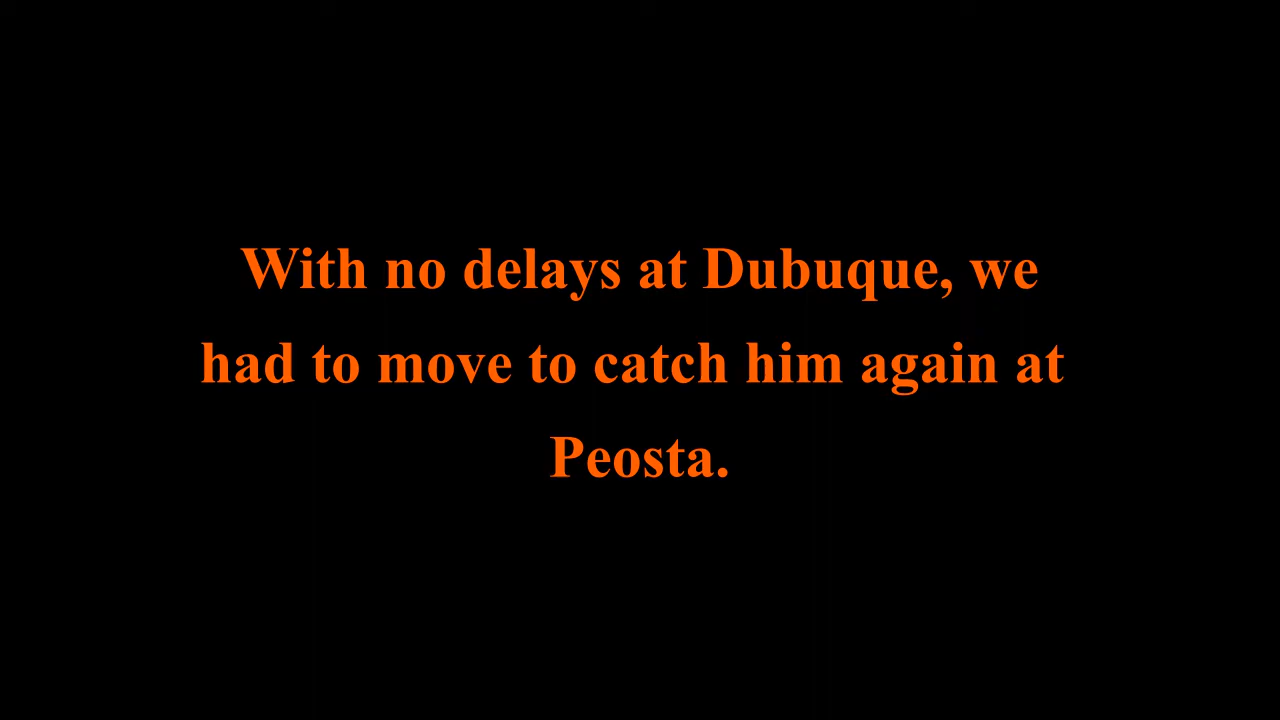 With no delays at Dubuque, we
had to move to catch him again at
Peosta.